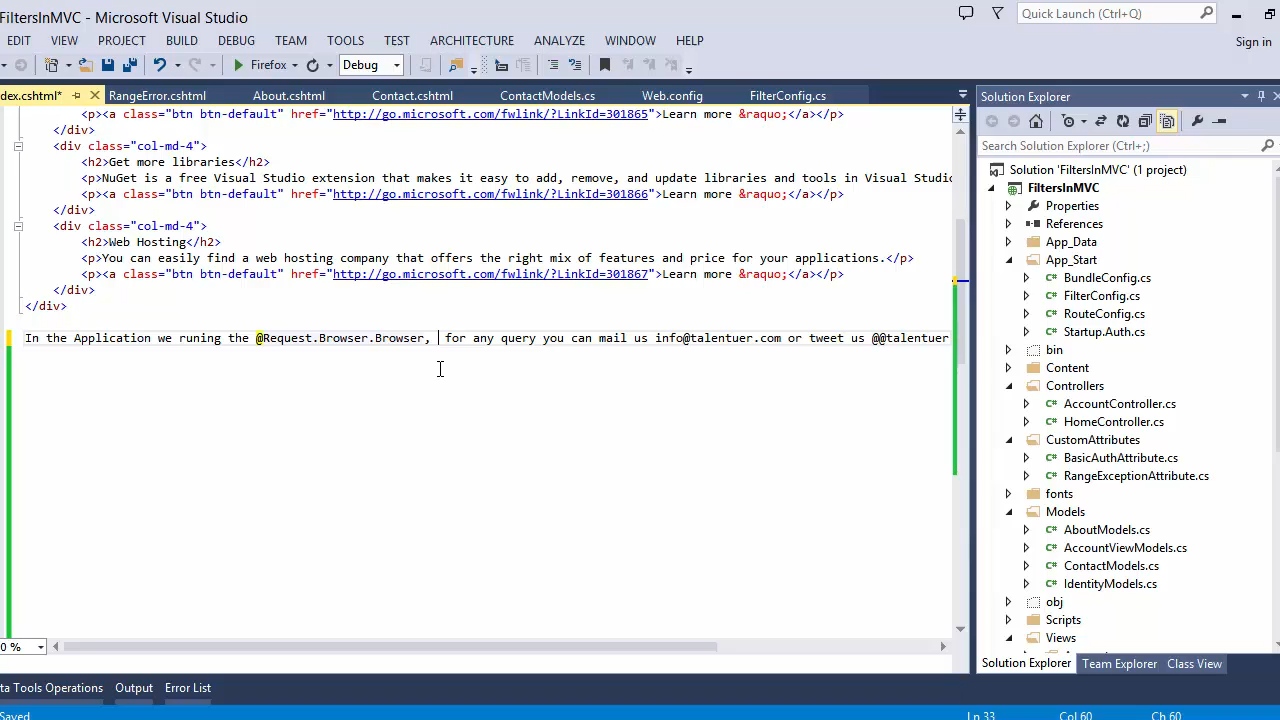 FiltersInMVC - Microsoft Visual Studio
Quick Launch (Ctrl+Q)
EDIT VIEW PROJECT BUILD DEBUG TEAM TOOLS TEST ARCHITECTURE ANALYZE WINDOW HELP
Sign in
Firefox Debug
dex.cshtml* RangeError.cshtml About.cshtml Contact.cshtml ContactModels.cs Web.config FilterConfig.cs
<p><a class="btn btn-default" href="http://go.microsoft.com/fwlink/?LinkId=301865">Learn more &raquo;</a></p>
</div>
<div class="col-md-4">
<h2>Get more libraries</h2>
<p>NuGet is a free Visual Studio extension that makes it easy to add, remove, and update libraries and tools in Visual Studio
<p><a class="btn btn-default" href="http://go.microsoft.com/fwlink/?LinkId=301866">Learn more &raquo;</a></p>
</div>
<div class="col-md-4">
<h2>Web Hosting</h2>
<p>You can easily find a web hosting company that offers the right mix of features and price for your applications.</p>
<p><a class="btn btn-default" href="http://go.microsoft.com/fwlink/?LinkId=301867">Learn more &raquo;</a></p>
</div>
</div>
In the Application we runing the @Request.Browser.Browser, for any query you can mail us info@talentuer.com or tweet us @@talentuer
0 %
Solution Explorer
Search Solution Explorer (Ctrl+;)
Solution 'FiltersInMVC' (1 project)
FiltersInMVC
Properties
References
App_Data
App_Start
BundleConfig.cs
FilterConfig.cs
RouteConfig.cs
Startup.Auth.cs
bin
Content
Controllers
AccountController.cs
HomeController.cs
CustomAttributes
BasicAuthAttribute.cs
RangeExceptionAttribute.cs
fonts
Models
AboutModels.cs
AccountViewModels.cs
ContactModels.cs
IdentityModels.cs
obj
Scripts
Views
Solution Explorer Team Explorer Class View
ta Tools Operations Output Error List
Saved Ln 33 Col 60 Ch 60